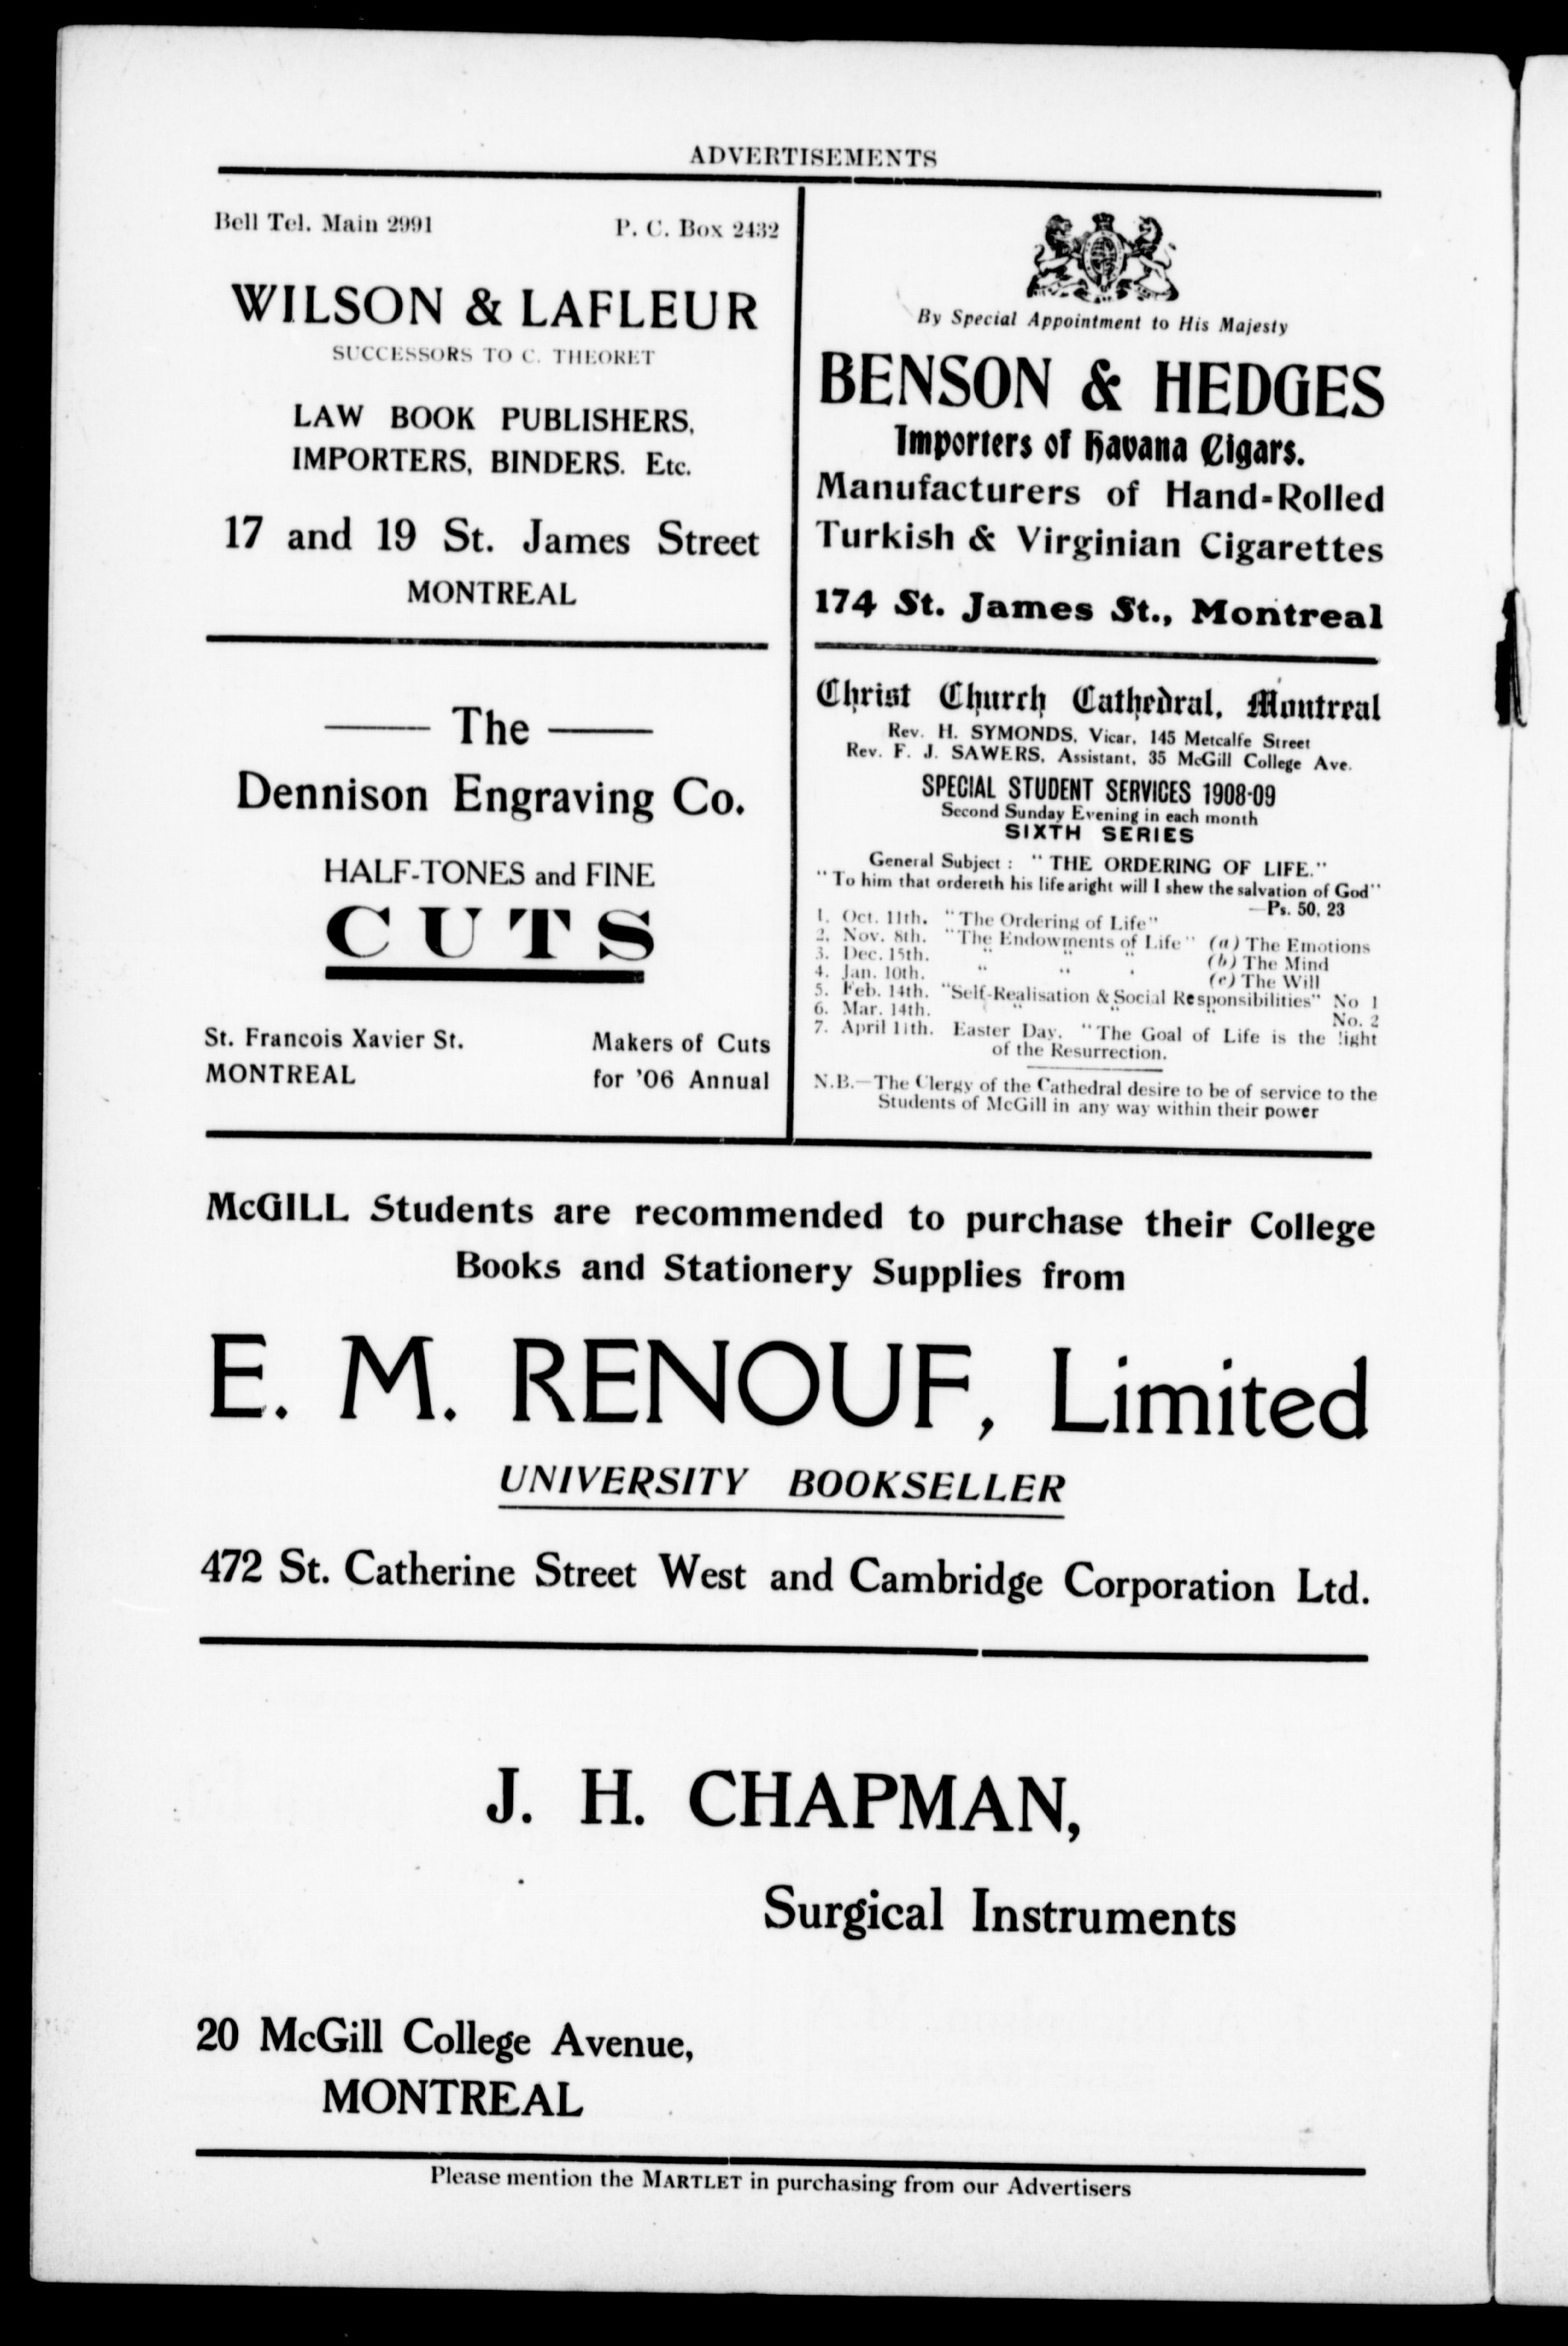 ADVERTISEMENTS
Bell Tel. Main 2991 P. C. Box 2432
WILSON & LAFLEUR
SUCCESSORS TO C. THEORET
LAW BOOK PUBLISHERS,
IMPORTERS, BINDERS. Etc.
17 and 19 St. James Street
MONTREAL
The
Dennison Engraving Co.
HALF-TONES and FINE
CUTS
St. Francois Xavier St. Makers of Cuts
MONTREAL for '06 Annual
By Special Appointment to His Majesty
BENSON & HEDGES
Importers of Havana Cigars.
Manufacturers of Hand-Rolled
Turkish & Virginian Cigarettes
174 St. James St., Montreal
Christ Church Cathedral, Montreal
Rev. H. SYMONDS, Vicar, 145 Metcalfe Street
Rev. F. J. SAWERS, Assistant, 35 McGill College Ave.
SPECIAL STUDENT SERVICES 1908-09
Second Sunday Evening in each month
SIXTH SERIES
General Subject : "THE ORDERING OF LIFE."
"To him that ordereth his life aright will I shew the salvation of God"
—Ps. 50, 23
1. Oct. 11th. "The Ordering of Life"
2. Nov. 8th. "The Endowments of Life" (a) The Emotions
3. Dec. 15th. " " " (b) The Mind
4. Jan. 10th. " " " (c) The Will
5. Feb. 14th. "Self-Realisation & Social Responsibilities" No 1
6. Mar. 14th. " " " No. 2
7. April 11th. Easter Day. "The Goal of Life is the light
of the Resurrection.
N.B.—The Clergy of the Cathedral desire to be of service to the
Students of McGill in any way within their power
McGILL Students are recommended to purchase their College
Books and Stationery Supplies from
E. M. RENOUF, Limited
UNIVERSITY BOOKSELLER
472 St. Catherine Street West and Cambridge Corporation Ltd.
J. H. CHAPMAN,
Surgical Instruments
20 McGill College Avenue,
MONTREAL
Please mention the MARTLET in purchasing from our Advertisers